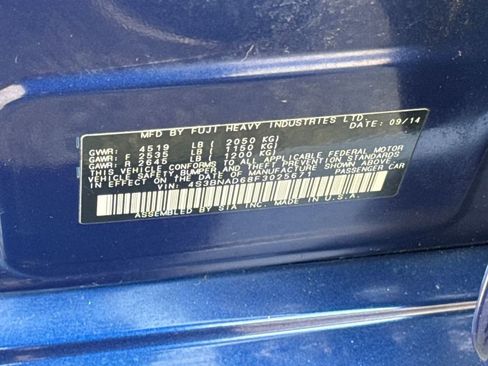 MFD BY FUJI HEAVY INDUSTRIES LTD. DATE: 09/14
GVWR: 4519 LB ( 2050 KG)
GAWR: F 2535 LB ( 1150 KG)
GAWR: R 2645 LB ( 1200 KG)
THIS VEHICLE CONFORMS TO ALL APPLICABLE FEDERAL MOTOR
VEHICLE SAFETY, BUMPER AND THEFT PREVENTION STANDARDS
IN EFFECT ON THE DATE OF MANUFACTURE SHOWN ABOVE.
VIN: 4S3BNAD68F3025671 PASSENGER CAR
ASSEMBLED BY SIA INC. MADE IN U.S.A.